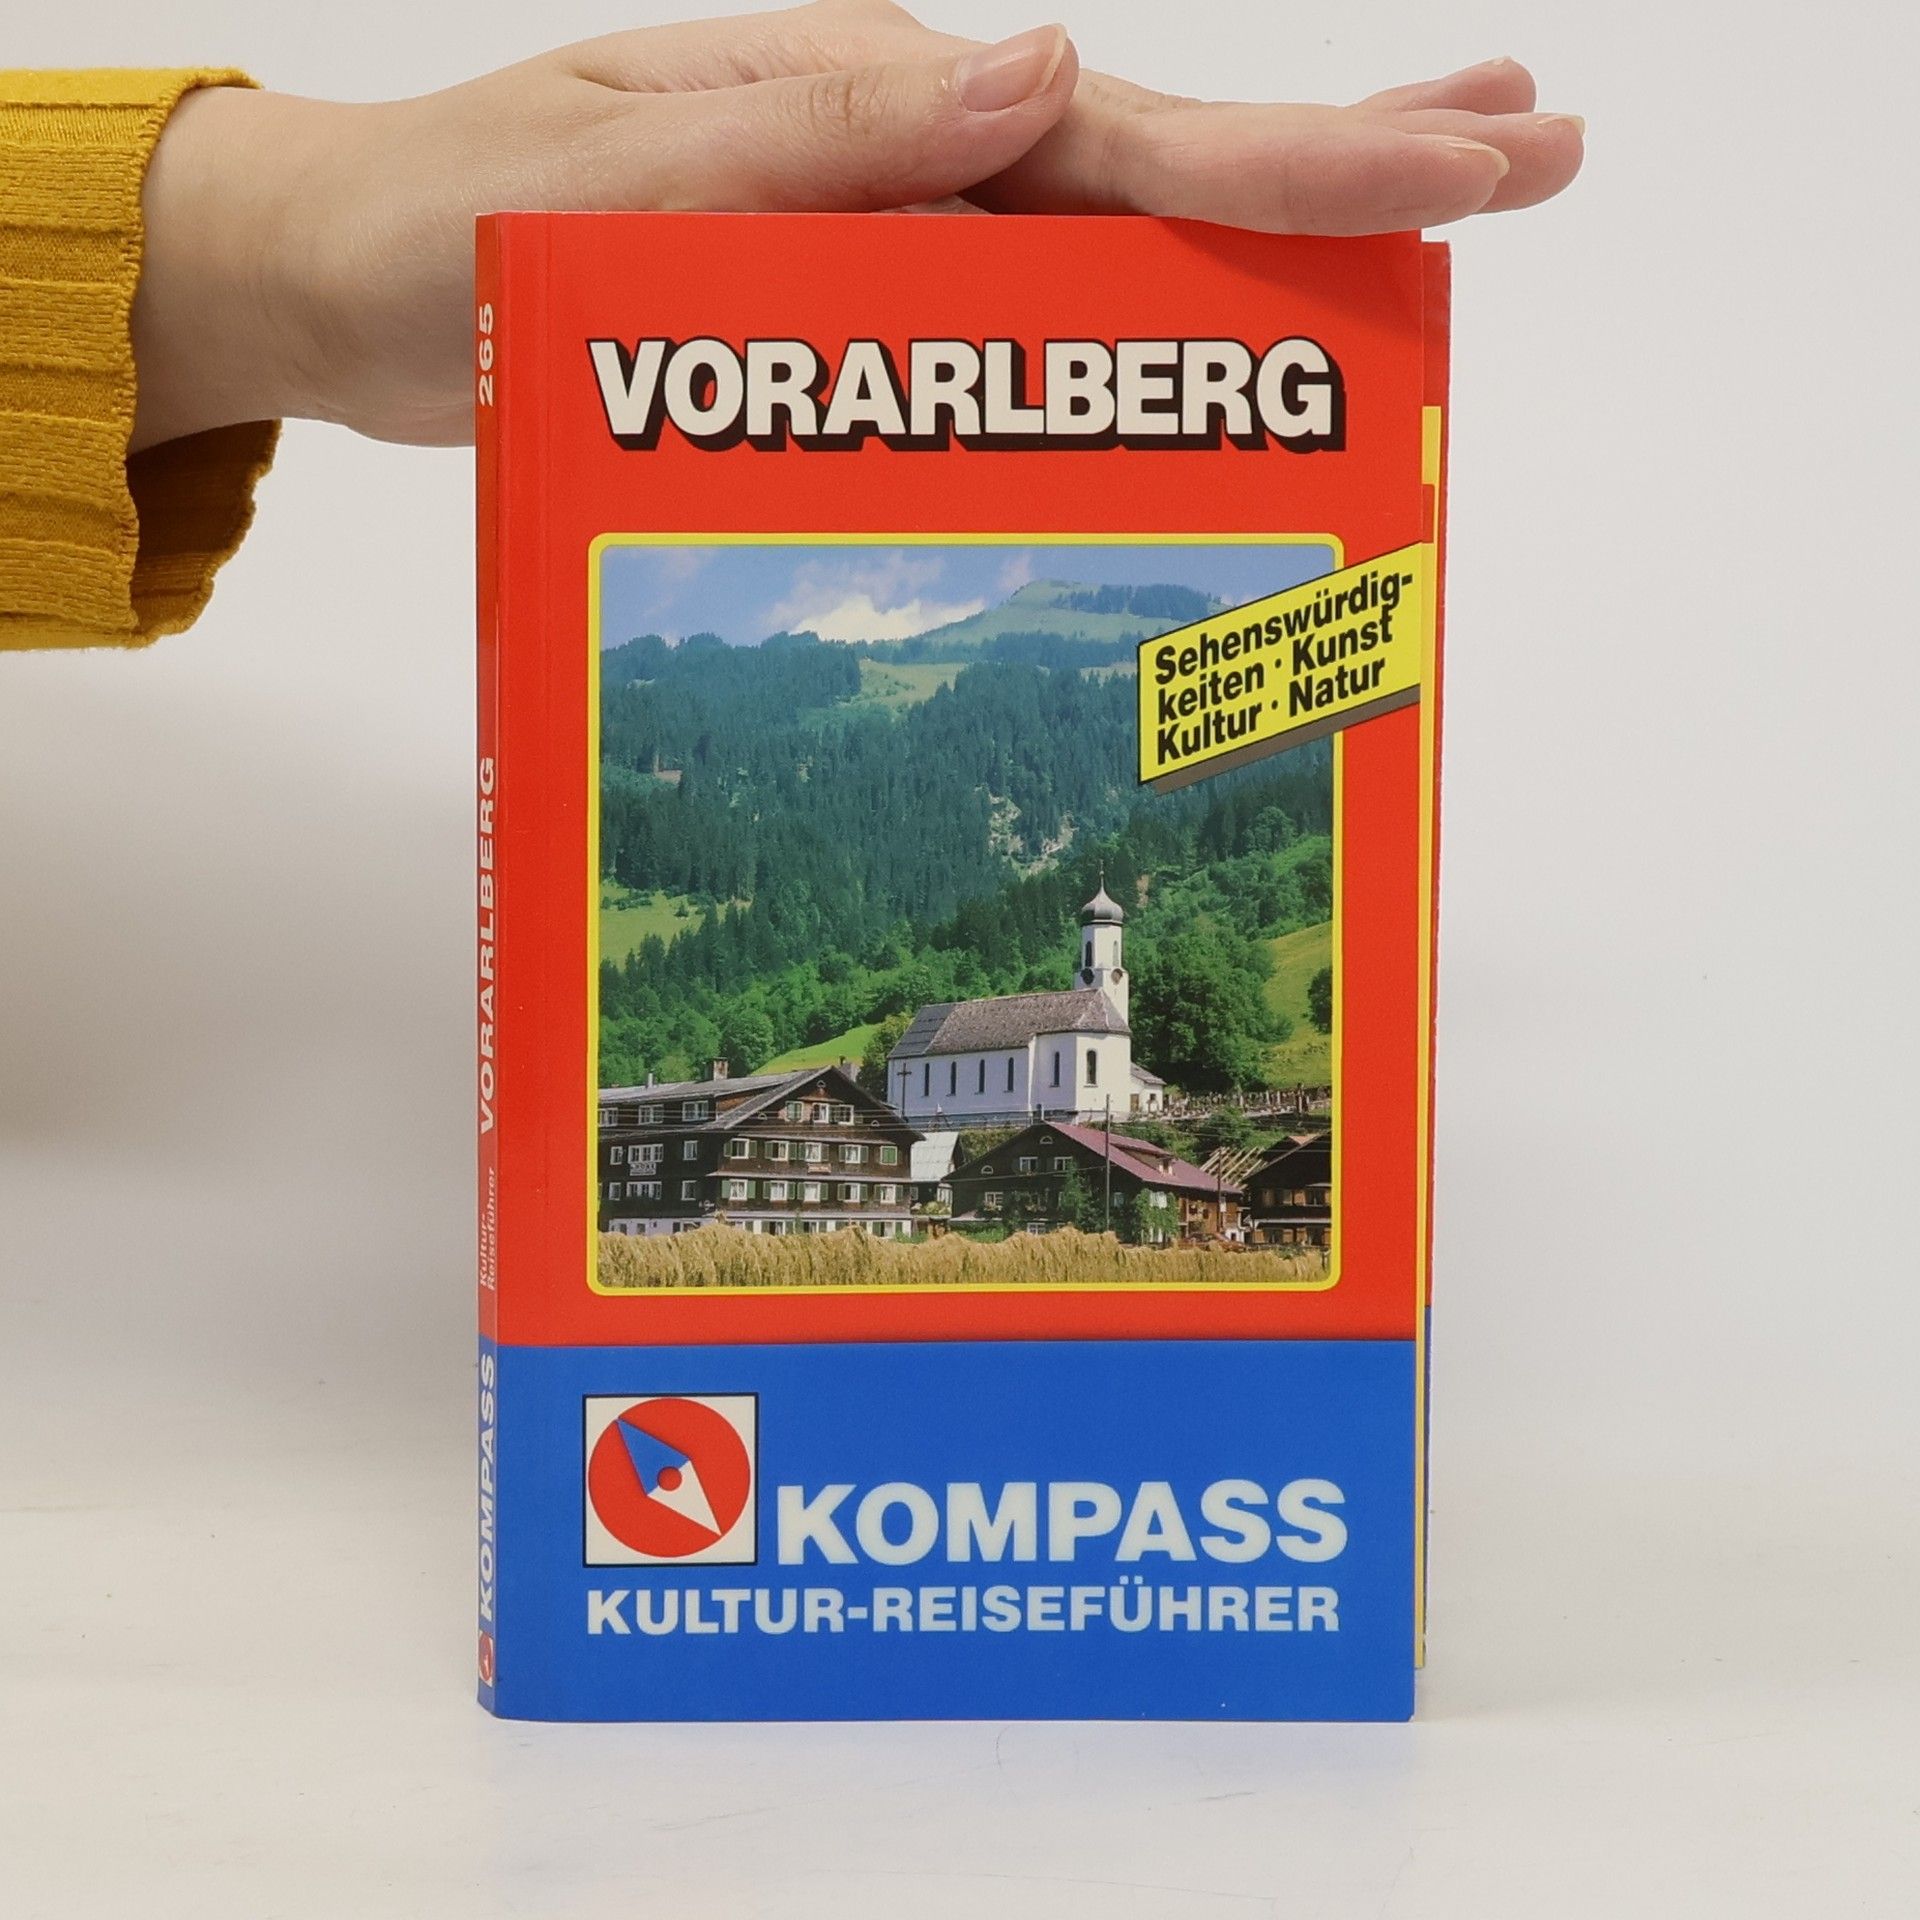 VORARLBERG
Sehenswürdig-
keiten · Kunst
Kultur · Natur
KOMPASS
KULTUR-REISEFÜHRER
265
VORARLBERG
Kultur-
Reiseführer
KOMPASS